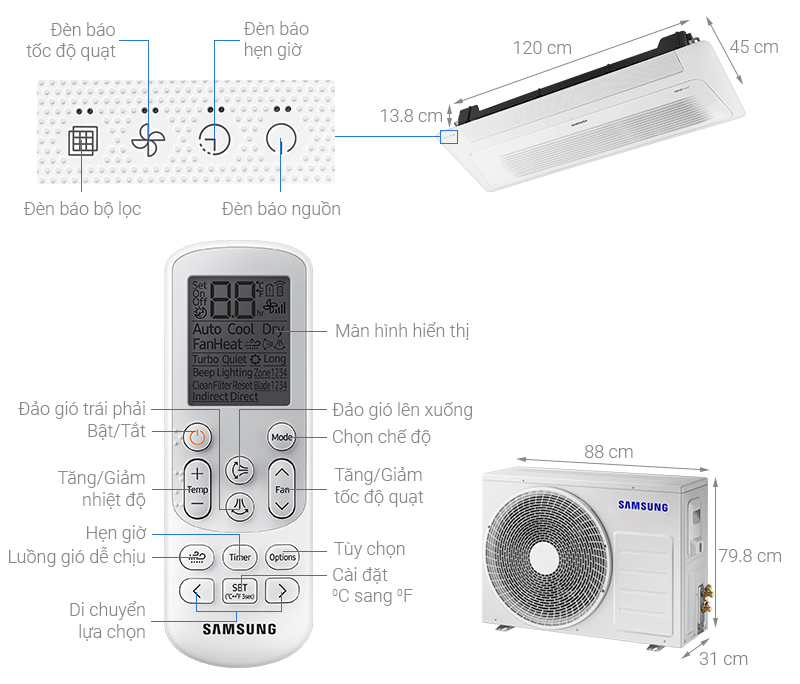 Đèn báo
tốc độ quạt
Đèn báo
hẹn giờ
Đèn báo bộ lọc
Đèn báo nguồn
120 cm
45 cm
13.8 cm
SAMSUNG
Set
On
Off
88
°C
°F
hr
Auto Cool Dry
FanHeat
Turbo Quiet Long
Beep Lighting Zone1234
Clean Filter Reset Blade1234
Indirect Direct
Màn hình hiển thị
Đảo gió trái phải
Bật/Tắt
Đảo gió lên xuống
Mode
Chọn chế độ
Tăng/Giảm
nhiệt độ
+
Temp
−
Fan
Tăng/Giảm
tốc độ quạt
Hẹn giờ
Luồng gió dễ chịu
Timer
Options
Tùy chọn
Cài đặt
⁰C sang ⁰F
SET
(°C↔°F 3sec)
Di chuyển
lựa chọn
SAMSUNG
88 cm
SAMSUNG
79.8 cm
31 cm